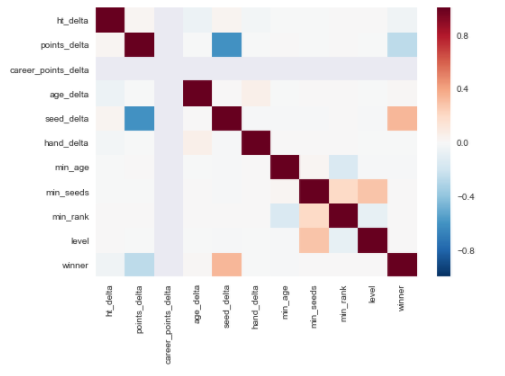 ht_delta
points_delta
career_points_delta
age_delta
seed_delta
hand_delta
min_age
min_seeds
min_rank
level
winner
0.8
0.4
0.0
−0.4
−0.8
ht_delta
points_delta
career_points_delta
age_delta
seed_delta
hand_delta
min_age
min_seeds
min_rank
level
winner